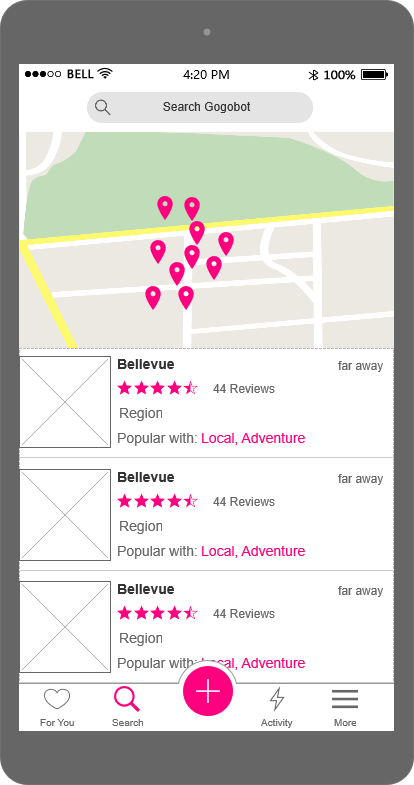 BELL 4:20 PM 100%
Search Gogobot
Bellevue far away
44 Reviews
Region
Popular with: Local, Adventure
Bellevue far away
44 Reviews
Region
Popular with: Local, Adventure
Bellevue far away
44 Reviews
Region
Popular with: Local, Adventure
For You Search Activity More